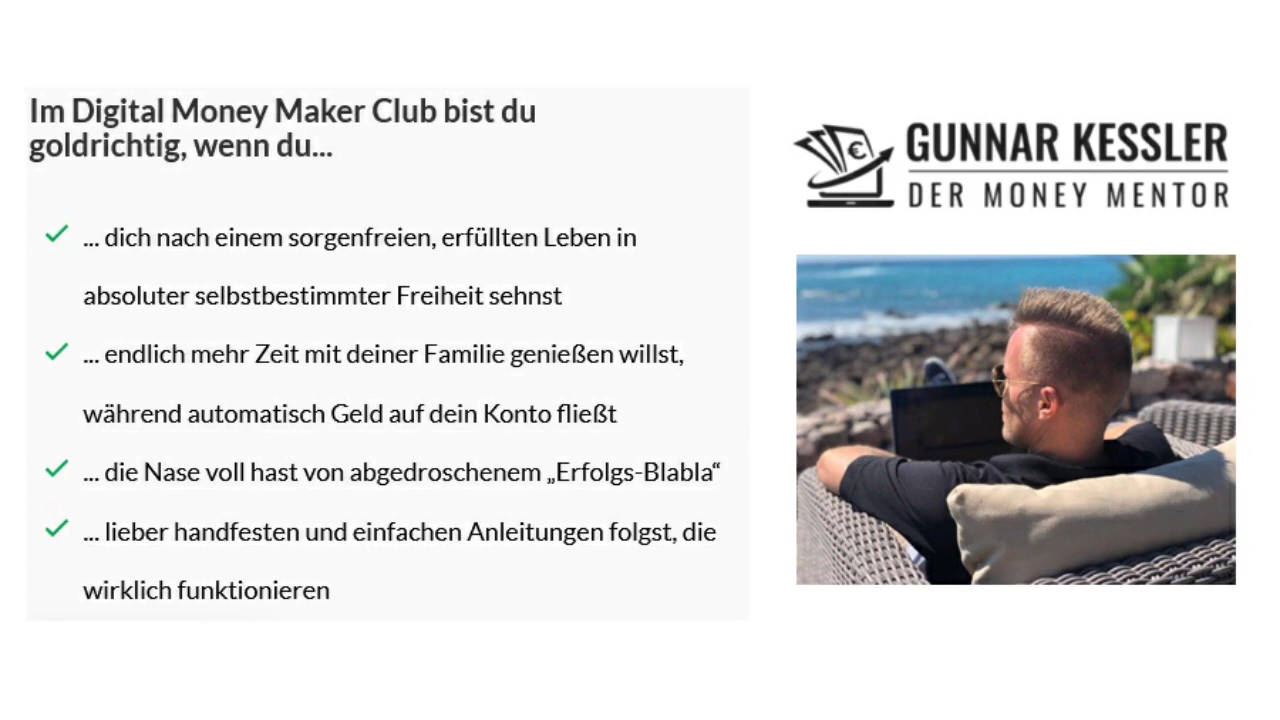 Im Digital Money Maker Club bist du
goldrichtig, wenn du...
... dich nach einem sorgenfreien, erfüllten Leben in
absoluter selbstbestimmter Freiheit sehnst
... endlich mehr Zeit mit deiner Familie genießen willst,
während automatisch Geld auf dein Konto fließt
... die Nase voll hast von abgedroschenem „Erfolgs-Blabla“
... lieber handfesten und einfachen Anleitungen folgst, die
wirklich funktionieren
€
GUNNAR KESSLER
DER MONEY MENTOR